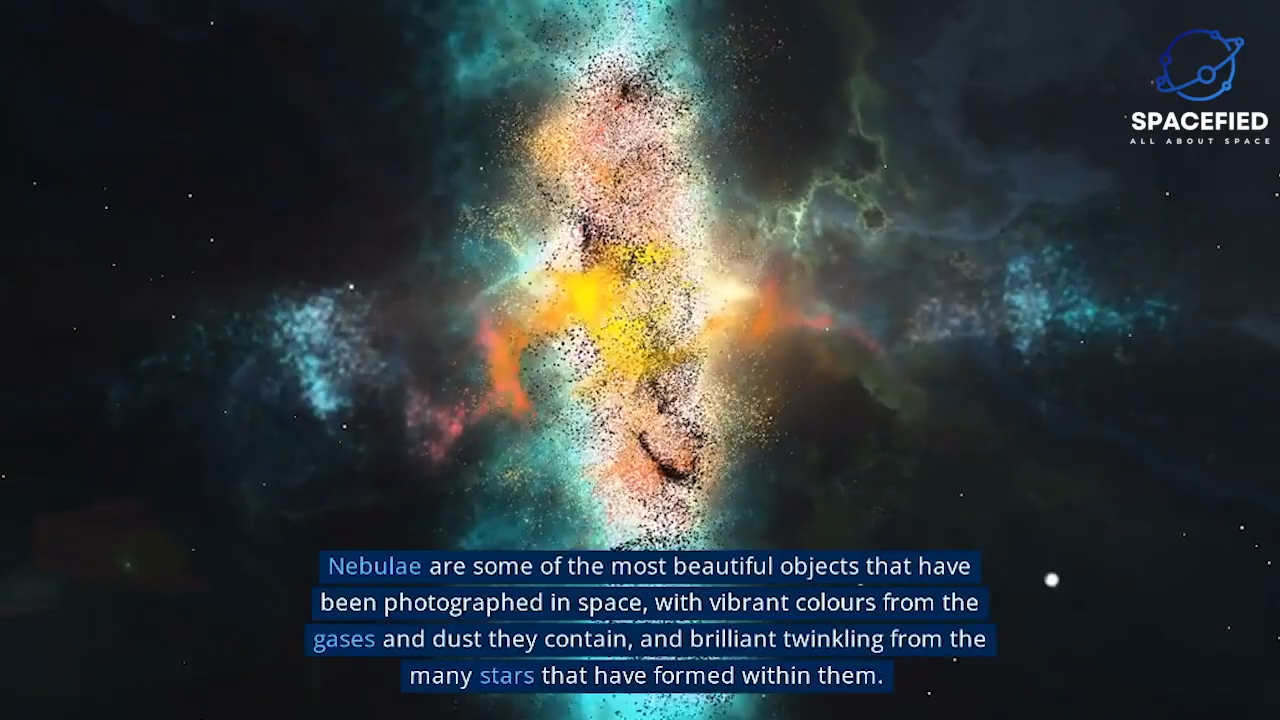 SPACEFIED
ALL ABOUT SPACE
Nebulae are some of the most beautiful objects that have
been photographed in space, with vibrant colours from the
gases and dust they contain, and brilliant twinkling from the
many stars that have formed within them.